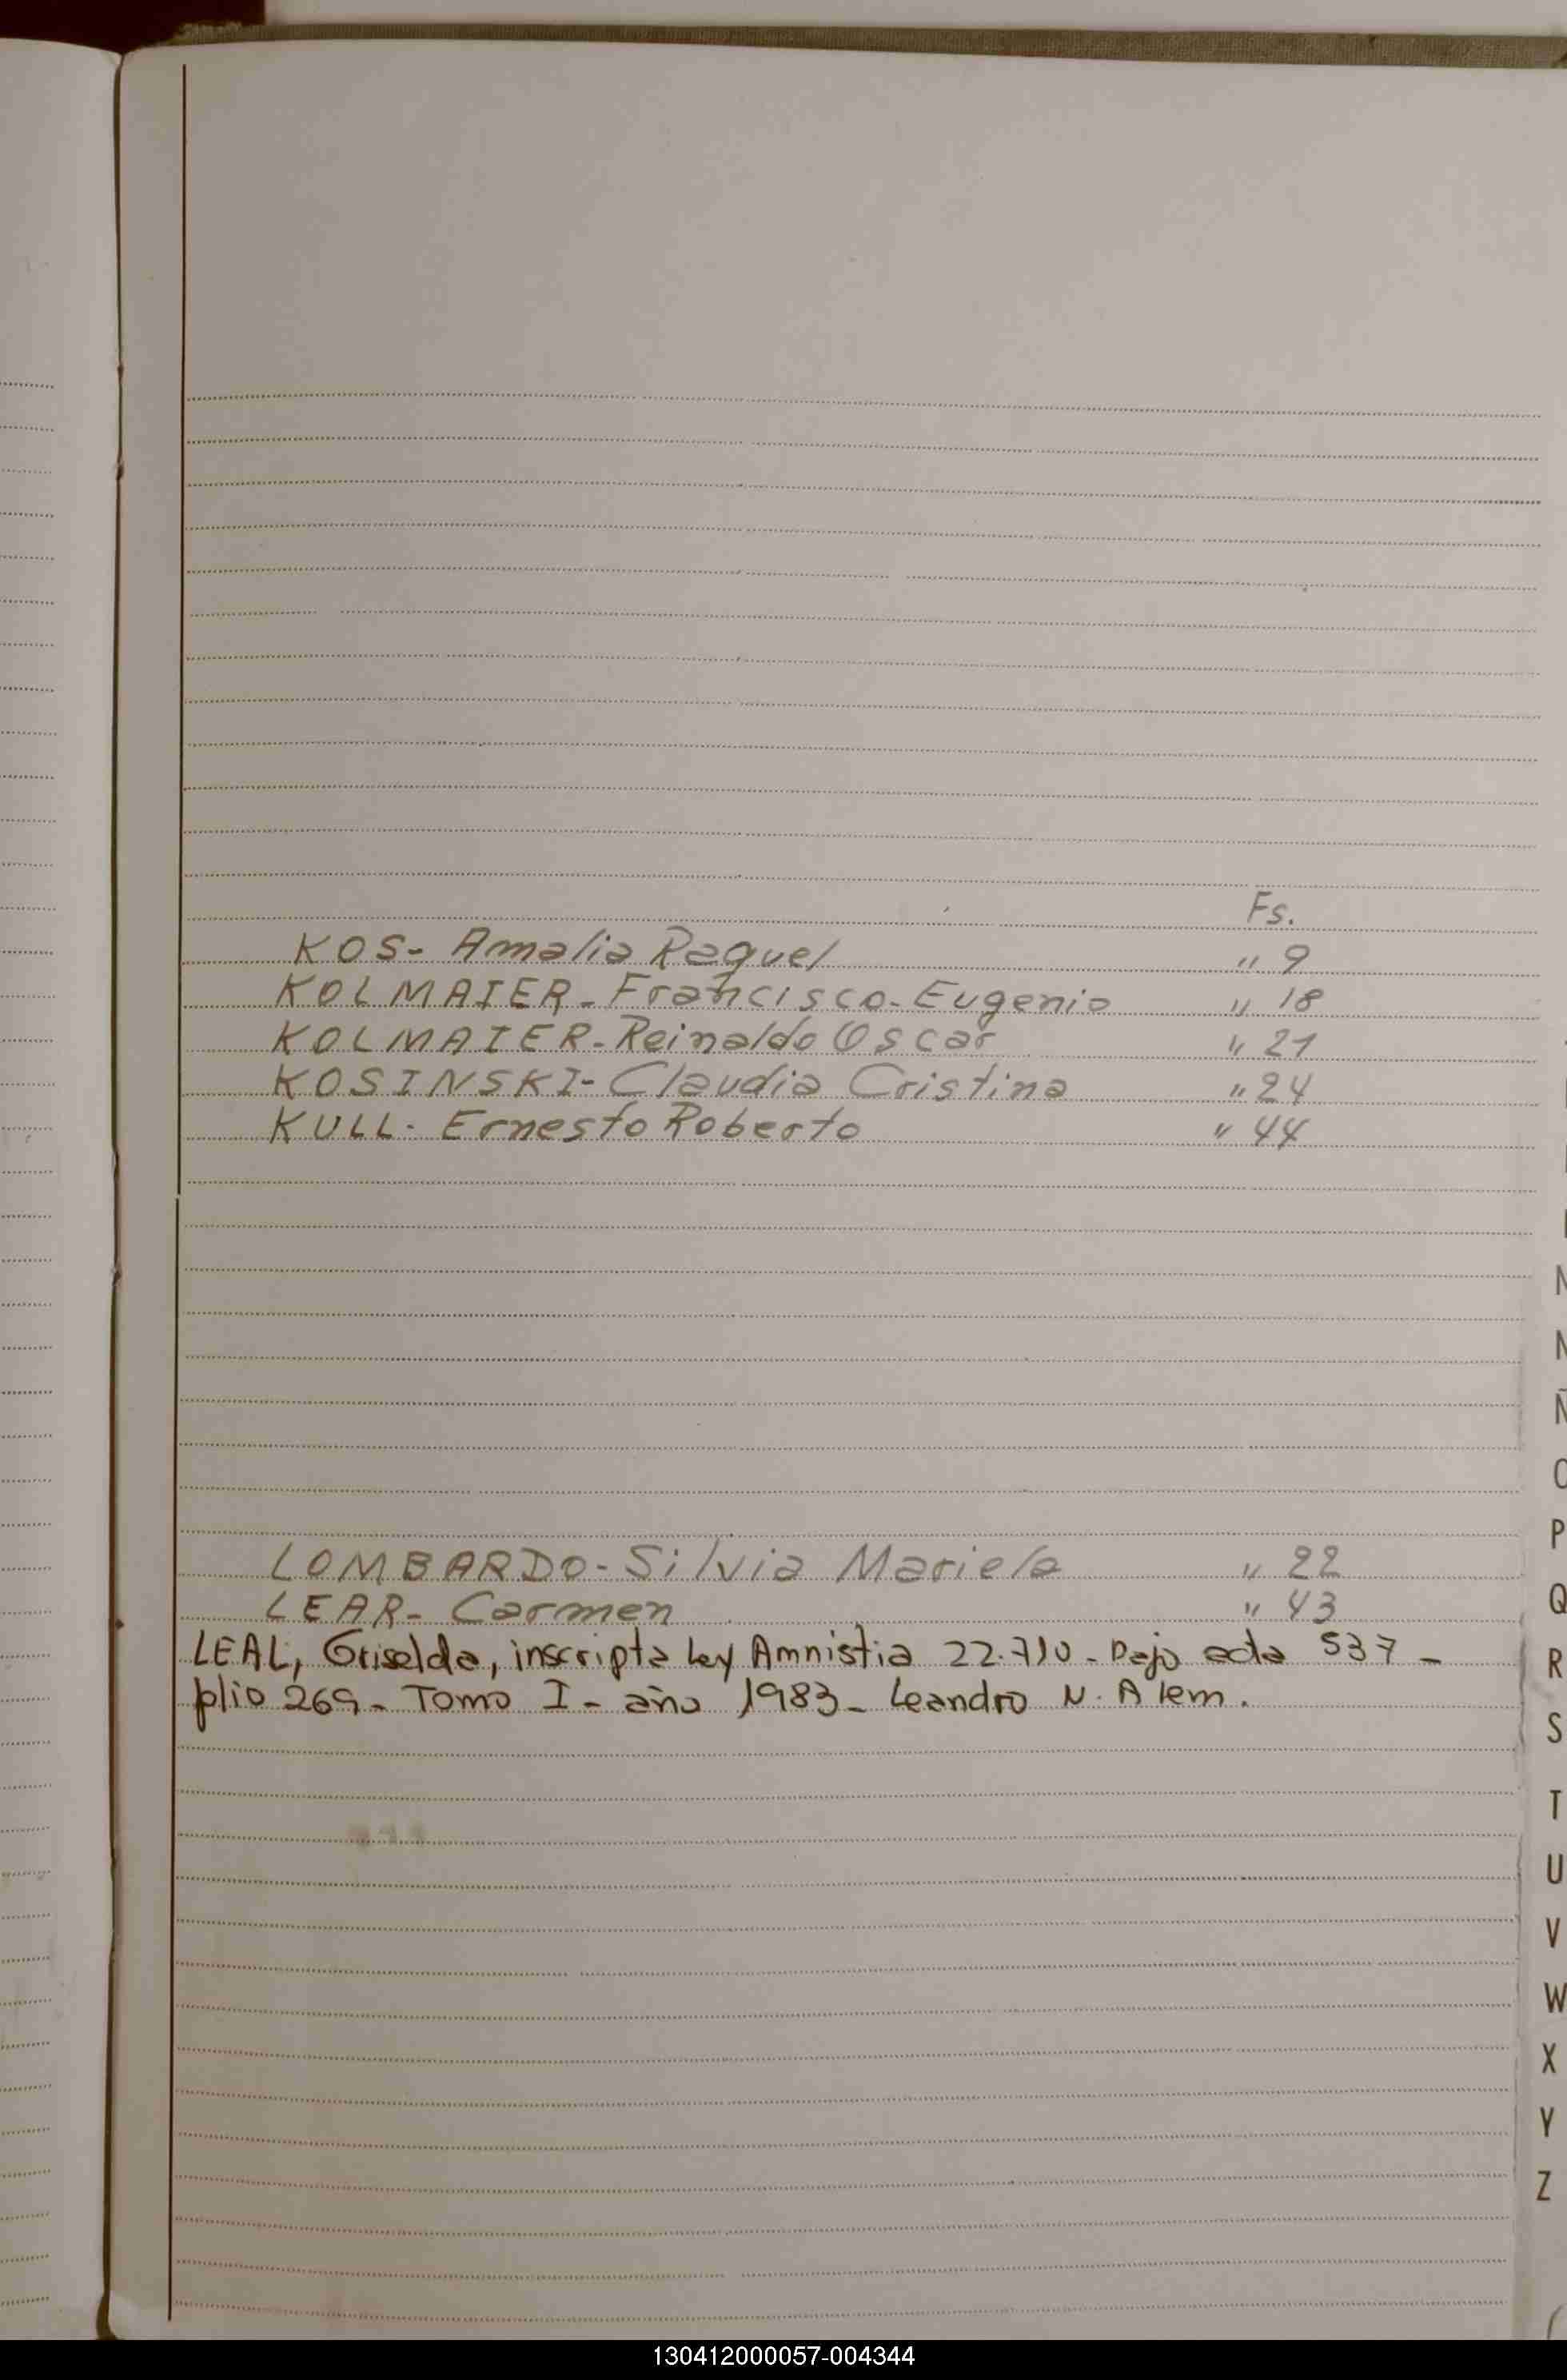 Fs.
KOS- Amalia Raquel " 9
KOLMAIER- Francisco- Eugenio " 18
KOLMAIER- Reinaldo Oscar " 21
KOSINSKI- Claudia Cristina " 24
KULL- Ernesto Roberto " 44
N
N
Ñ
O
LOMBARDO- Silvia Mariela " 22
P
LEAR- Carmen " 43
Q
LEAL, Griselda, inscripta Ley Amnistia 22.710 - Bajo acta 537 -
R
folio 269 - Tomo I - año 1983 - Leandro N. Alem.
S
T
U
V
W
X
Y
Z
130412000057-004344